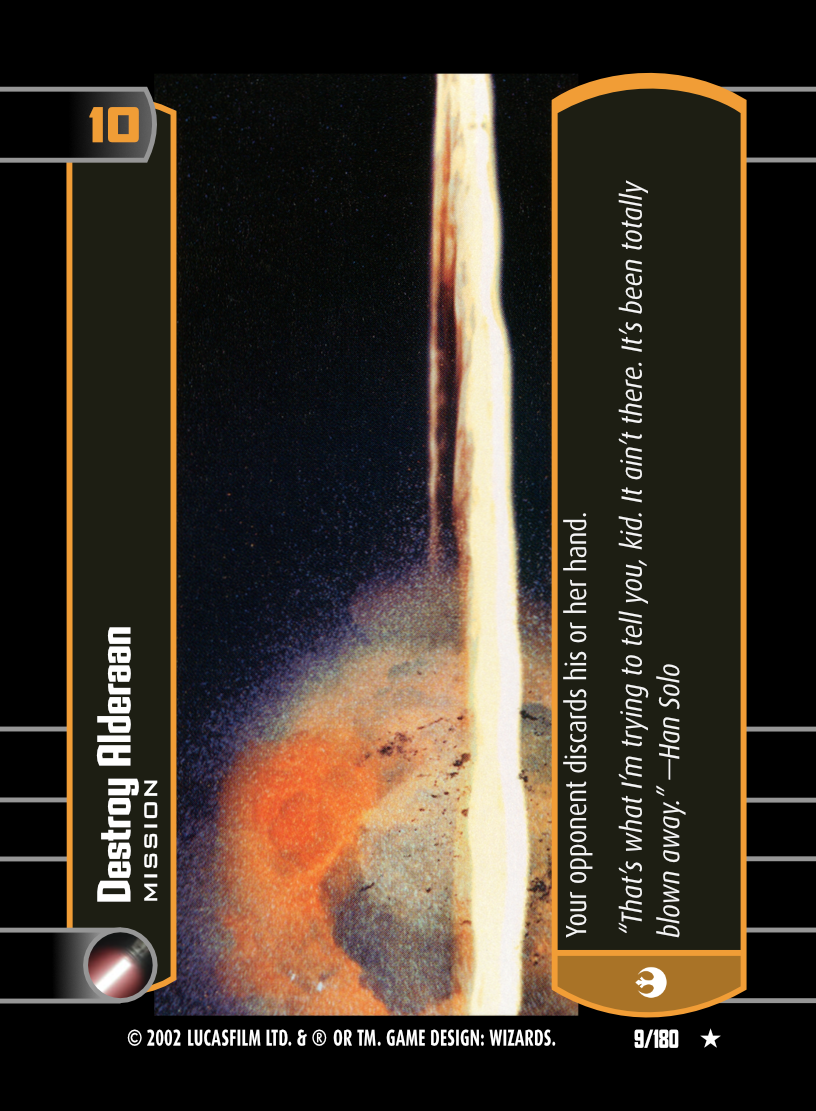 10
Destroy Alderaan
MISSION
Your opponent discards his or her hand.
“That’s what I’m trying to tell you, kid. It ain’t there. It’s been totally
blown away.” —Han Solo
© 2002 LUCASFILM LTD. & ® OR TM. GAME DESIGN: WIZARDS.
9/180 ★